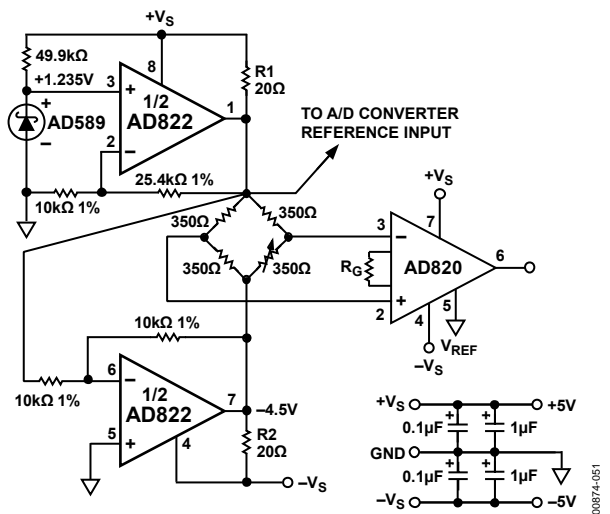 +VS
49.9kΩ
+1.235V
8
R1
20Ω
3
+
1/2
AD822
1
+
AD589
−
2
−
TO A/D CONVERTER
REFERENCE INPUT
25.4kΩ 1%
10kΩ 1%
+VS
350Ω
350Ω
3
7
−
350Ω
350Ω
RG
AD820
6
+
2
5
4
VREF
−VS
10kΩ 1%
10kΩ 1%
6
−
1/2
AD822
7
−4.5V
5
+
4
R2
20Ω
−VS
+VS
+5V
+
+
0.1µF
1µF
GND
+
+
0.1µF
1µF
−VS
−5V
00874-051